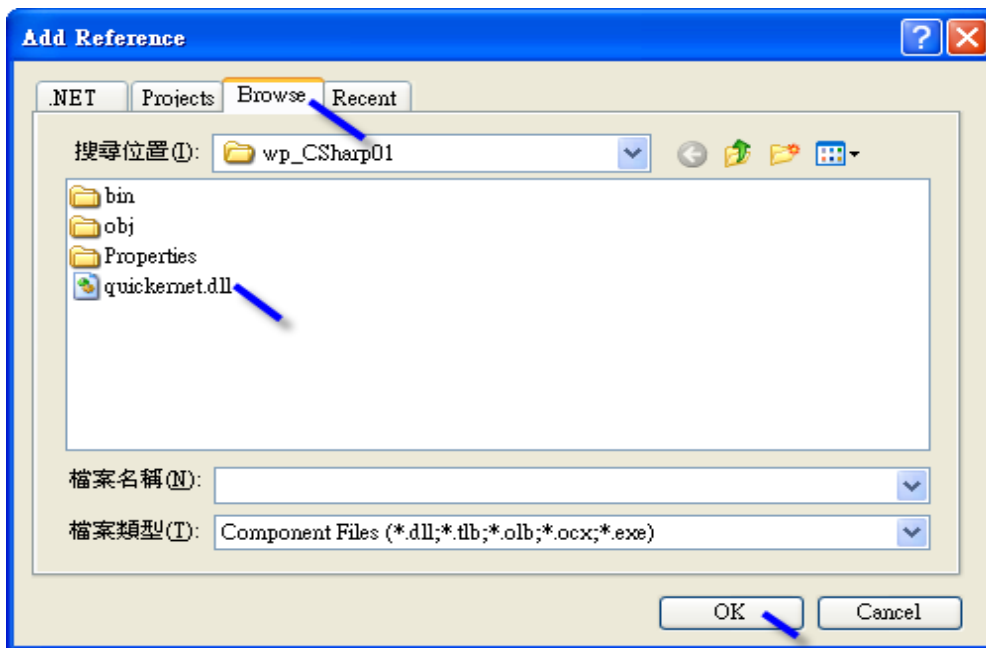 Add Reference
.NET Projects Browse Recent
搜尋位置(I): wp_CSharp01
bin
obj
Properties
quickernet.dll
檔案名稱(N):
檔案類型(T): Component Files (*.dll;*.tlb;*.olb;*.ocx;*.exe)
OK Cancel